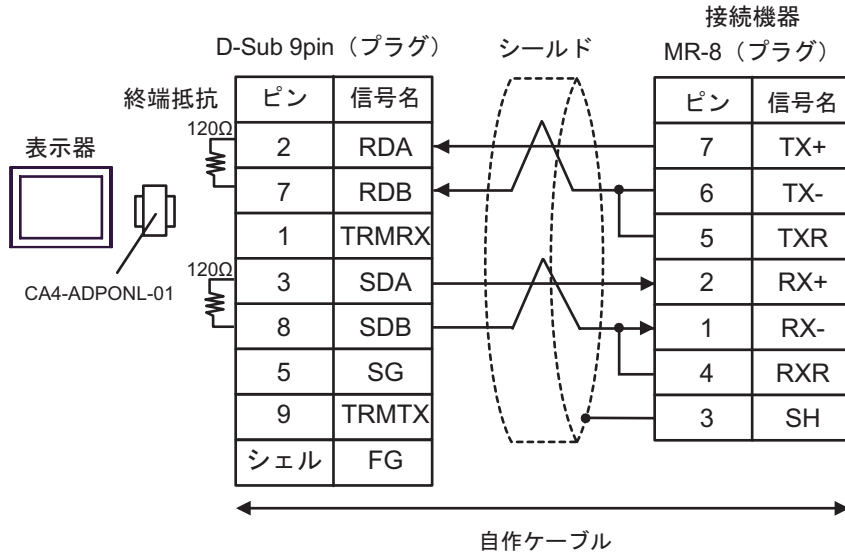 接続機器
D-Sub 9pin（プラグ） シールド MR-8（プラグ）
終端抵抗 ピン 信号名 ピン 信号名
120Ω
表示器
2 RDA 7 TX+
7 RDB 6 TX-
1 TRMRX 5 TXR
120Ω
CA4-ADPONL-01
3 SDA 2 RX+
8 SDB 1 RX-
5 SG 4 RXR
9 TRMTX 3 SH
シェル FG
自作ケーブル